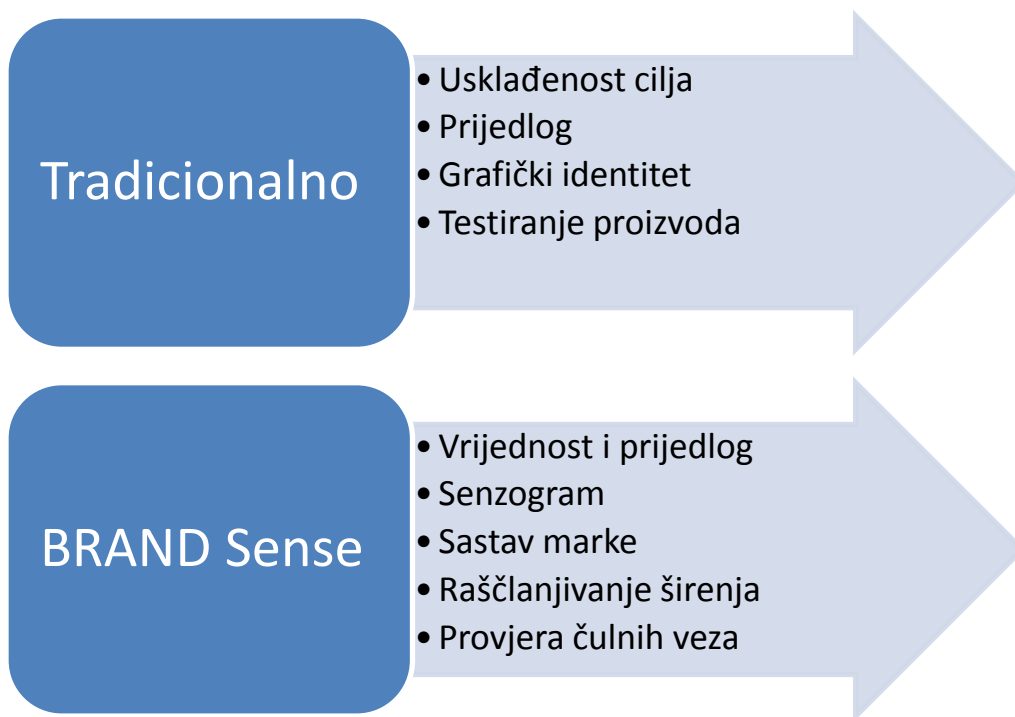 Tradicionalno
• Usklađenost cilja
• Prijedlog
• Grafički identitet
• Testiranje proizvoda
BRAND Sense
• Vrijednost i prijedlog
• Senzogram
• Sastav marke
• Raščlanjivanje širenja
• Provjera čulnih veza